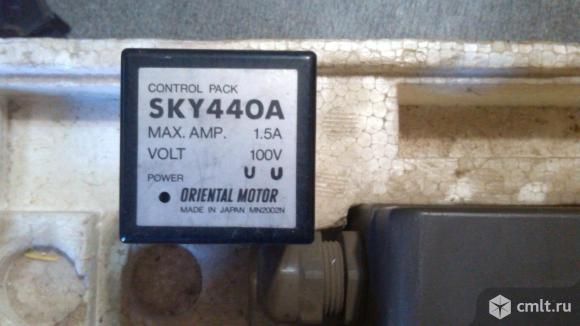 CONTROL PACK
SKY440A
MAX. AMP. 1.5A
VOLT 100V
POWER
ORIENTAL MOTOR
MADE IN JAPAN MN2002N
cmlt.ru